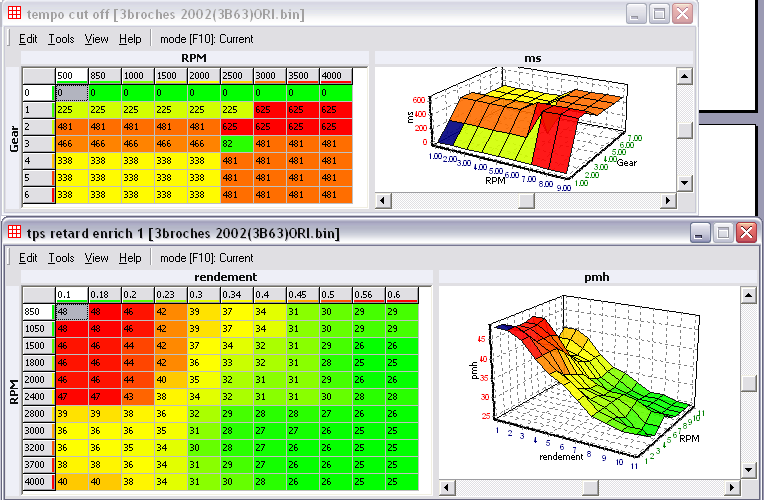 tempo cut off [3broches 2002(3B63)ORI.bin]
Edit Tools View Help mode [F10]: Current
RPM
500 850 1000 1500 2000 2500 3000 3500 4000
0 0 0 0 0 0 0 0 0 0
1 225 225 225 225 225 225 625 625 625
2 481 481 481 481 481 625 625 625 625
3 466 466 466 466 466 82 481 481 481
4 338 338 338 338 338 481 481 481 481
5 338 338 338 338 338 481 481 481 481
6 338 338 338 338 338 481 481 481 481
Gear
ms
600
400
200
0
ms
1.00 2.00 3.00 4.00 5.00 6.00 7.00 8.00 9.00
RPM
1.00 2.00 3.00 4.00 5.00 6.00 7.00
Gear
tps retard enrich 1 [3broches 2002(3B63)ORI.bin]
Edit Tools View Help mode [F10]: Current
rendement
0.1 0.18 0.2 0.23 0.3 0.34 0.4 0.45 0.5 0.56 0.6
850 48 48 46 42 39 37 34 31 30 29 29
1050 48 48 46 42 39 37 34 31 30 29 29
1500 46 46 44 42 37 34 32 31 29 26 26
1800 46 46 44 42 36 33 32 31 28 25 25
2000 46 46 44 40 35 32 31 31 29 26 26
2400 47 47 43 38 34 32 31 31 29 26 25
2800 39 39 38 36 32 29 28 28 27 26 26
3000 36 36 36 35 31 29 28 27 26 26 25
3200 36 36 35 34 30 28 27 26 26 25 25
3700 38 38 36 34 31 29 28 26 26 25 25
4000 40 40 38 34 31 30 27 26 26 25 25
RPM
pmh
45
40
35
30
25
pmh
1 2 3 4 5 6 7 8 9 10 11
rendement
1 2 3 4 5 6 7 8 9 10 11
RPM